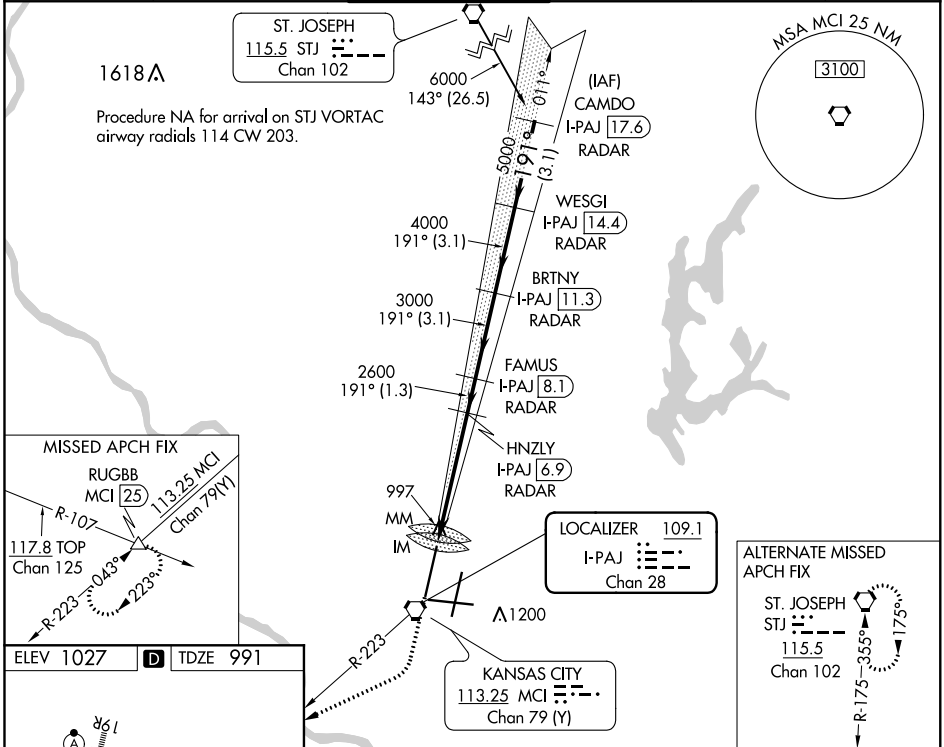 ST. JOSEPH
115.5 STJ
Chan 102
1618
Procedure NA for arrival on STJ VORTAC
airway radials 114 CW 203.
6000
143° (26.5)
011°
5000
191°
(3.1)
(IAF)
CAMDO
I-PAJ 17.6
RADAR
MSA MCI 25 NM
3100
WESGI
I-PAJ 14.4
RADAR
4000
191° (3.1)
BRTNY
I-PAJ 11.3
RADAR
3000
191° (3.1)
FAMUS
I-PAJ 8.1
RADAR
2600
191° (1.3)
HNZLY
I-PAJ 6.9
RADAR
997
MM
IM
MISSED APCH FIX
RUGBB
MCI 25
113.25 MCI
Chan 79(Y)
R-107
117.8 TOP
Chan 125
R-223
043°
223°
LOCALIZER 109.1
I-PAJ
Chan 28
1200
R-223
KANSAS CITY
113.25 MCI
Chan 79 (Y)
ALTERNATE MISSED
APCH FIX
ST. JOSEPH
STJ
115.5
Chan 102
R-175
355°
175°
ELEV 1027 D TDZE 991
19R
A